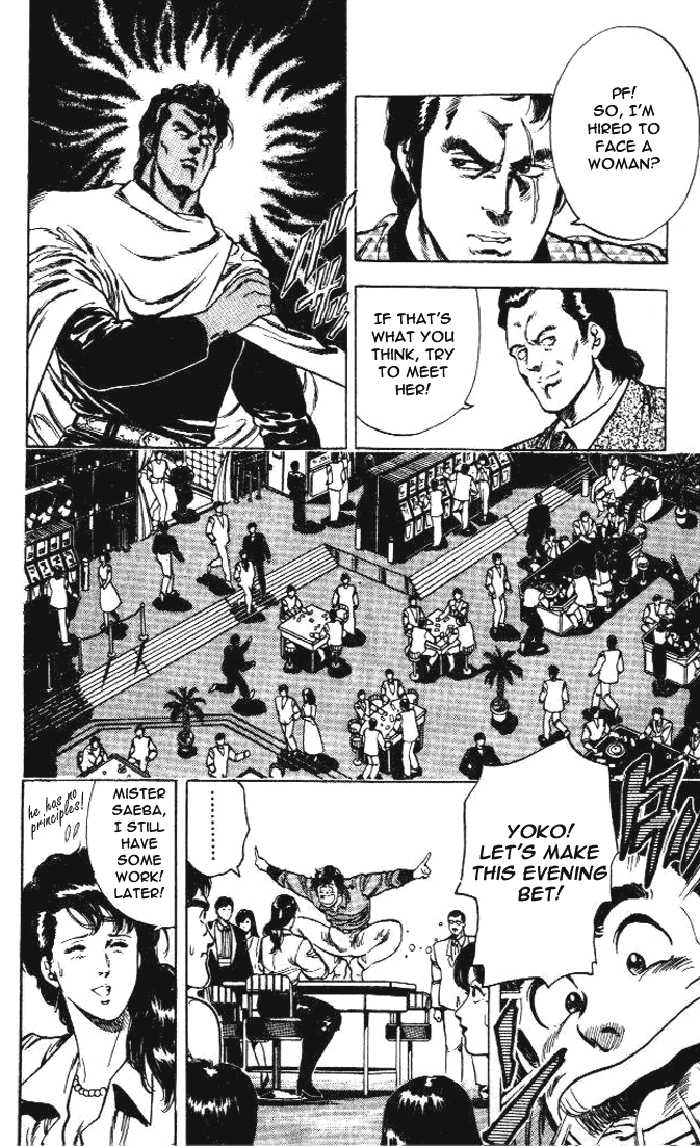 PF!
SO, I'M
HIRED TO
FACE A
WOMAN?
IF THAT'S
WHAT YOU
THINK, TRY
TO MEET
HER!
YOKO!
LET'S MAKE
THIS EVENING
BET!
.........
MISTER
SAEBA,
I STILL
HAVE
SOME
WORK!
LATER!
he has no
principles!